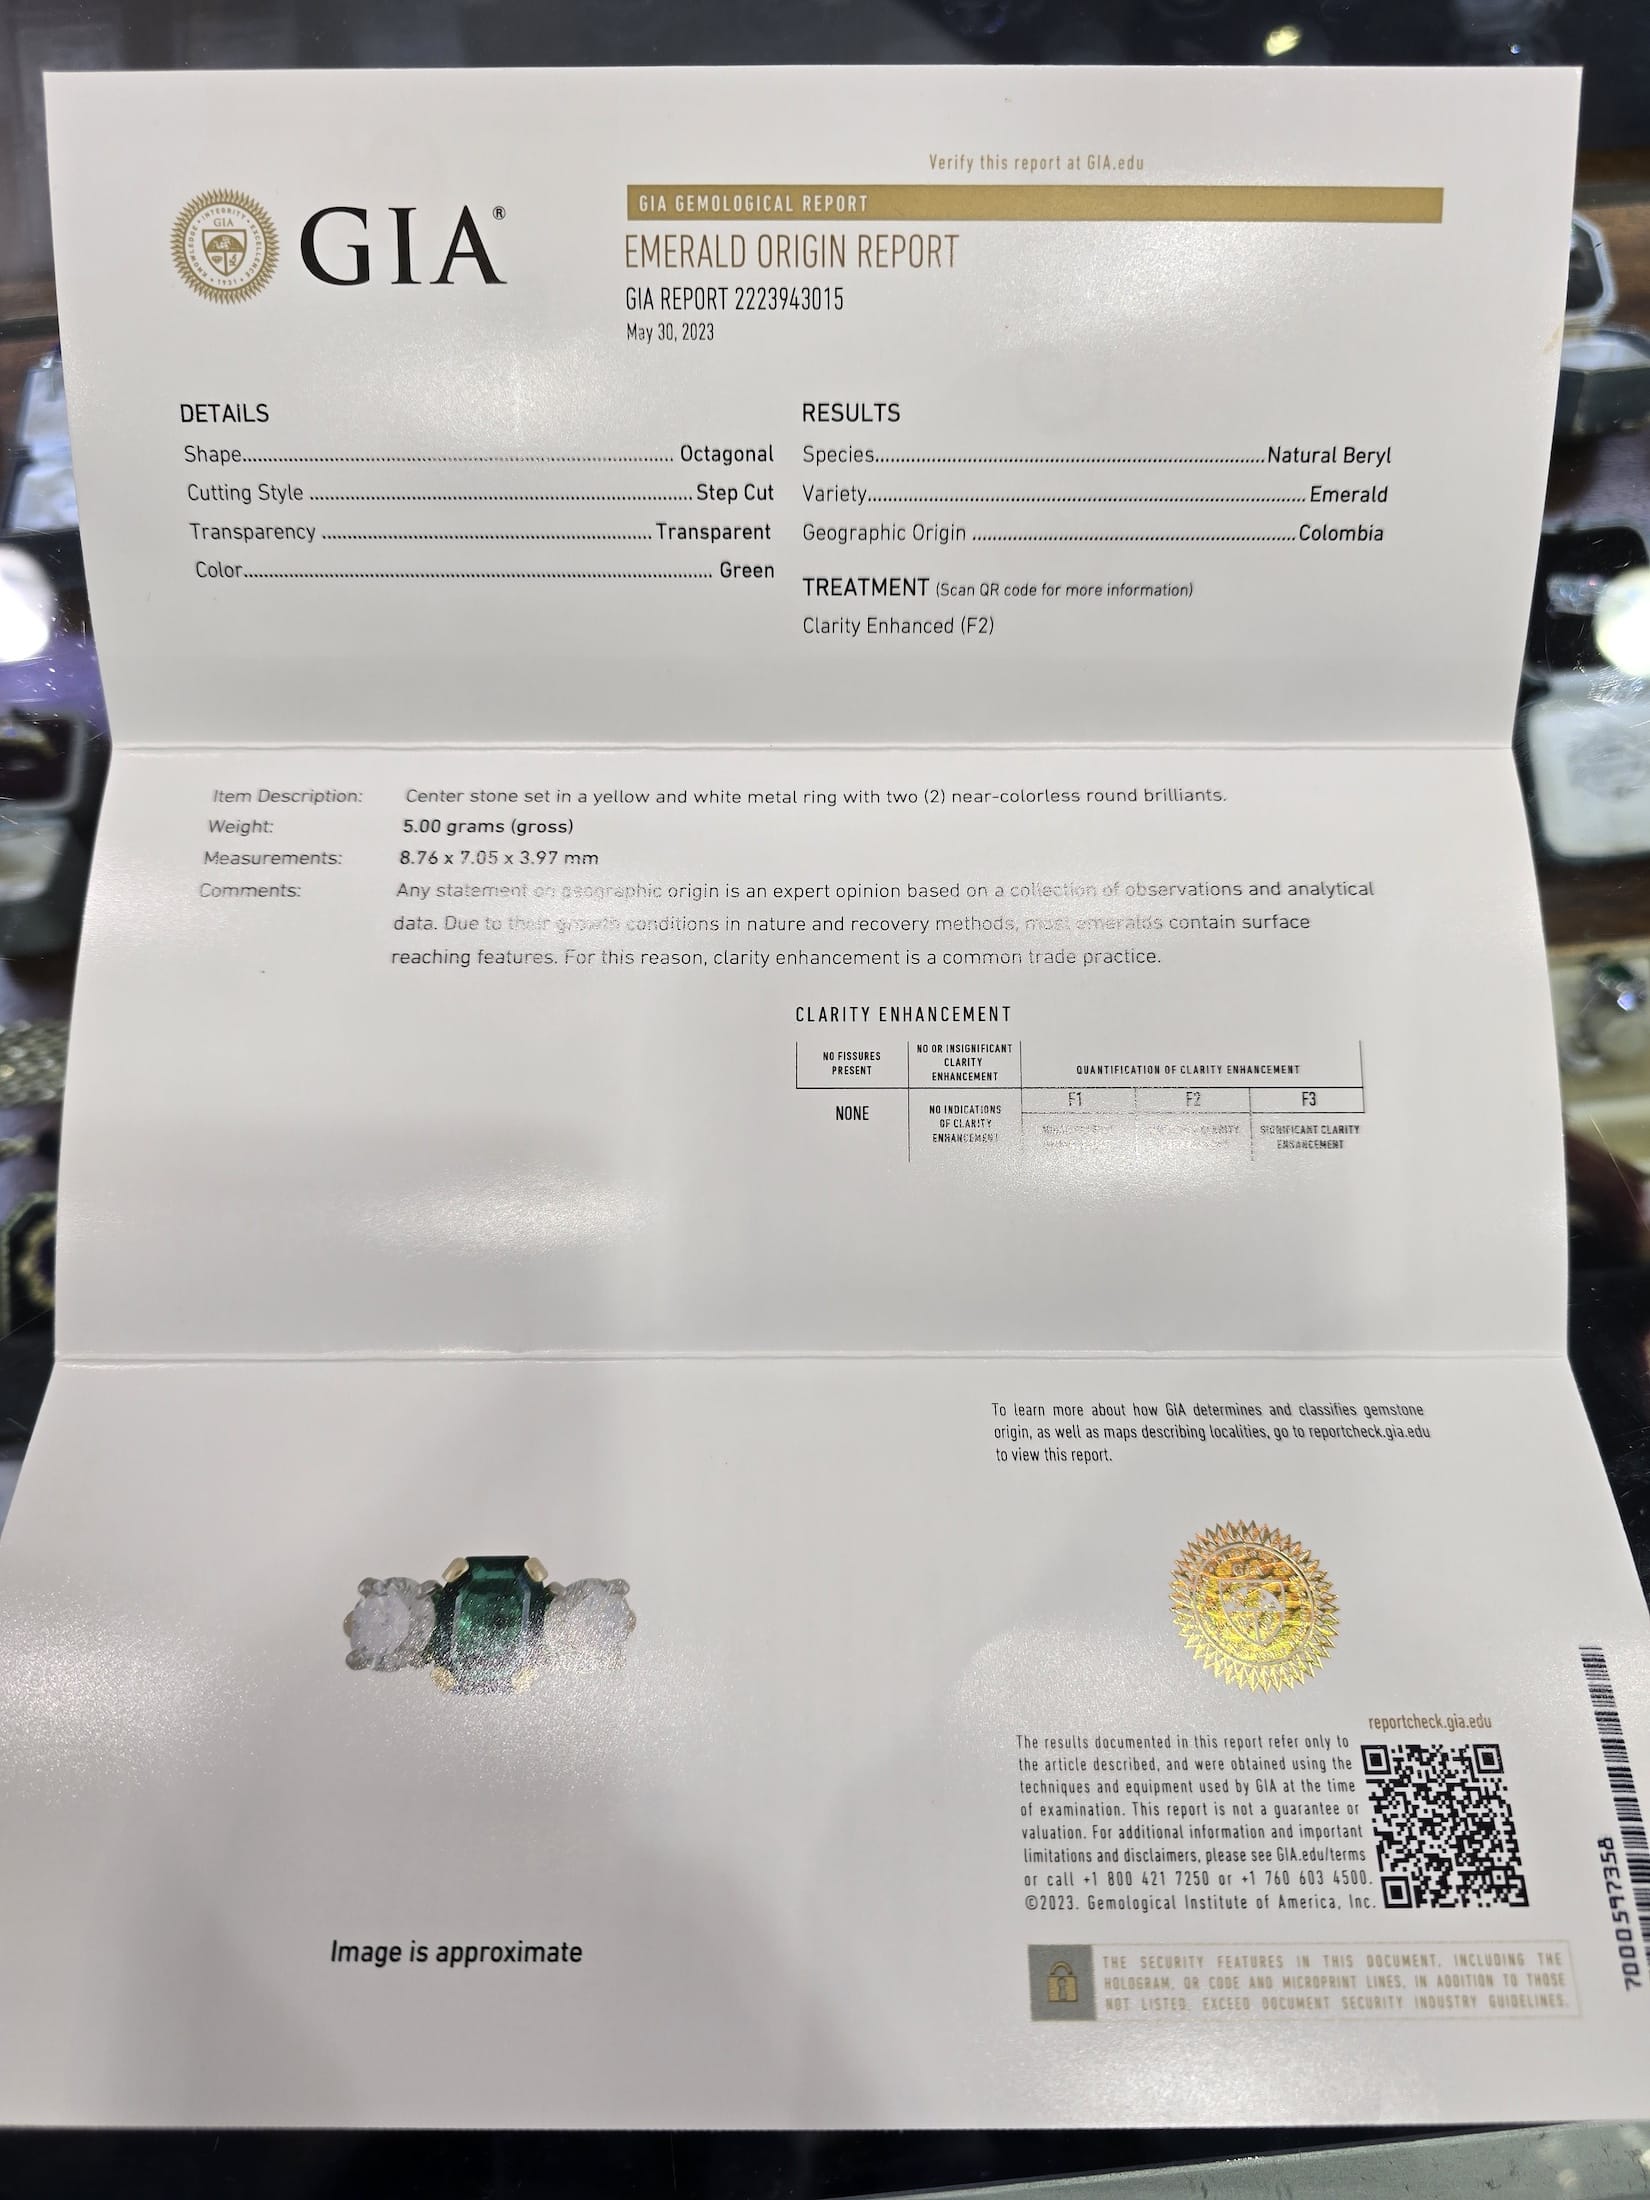 Verify this report at GIA.edu
GIA®
INTEGRITY
GIA
EXCELLENCE
KNOWLEDGE
1931
GIA GEMOLOGICAL REPORT
EMERALD ORIGIN REPORT
GIA REPORT 2223943015
May 30, 2023
DETAILS
Shape Octagonal
Cutting Style Step Cut
Transparency Transparent
Color Green
RESULTS
Species Natural Beryl
Variety Emerald
Geographic Origin Colombia
TREATMENT (Scan QR code for more information)
Clarity Enhanced (F2)
Item Description: Center stone set in a yellow and white metal ring with two (2) near-colorless round brilliants.
Weight: 5.00 grams (gross)
Measurements: 8.76 x 7.05 x 3.97 mm
Comments: Any statement on geographic origin is an expert opinion based on a collection of observations and analytical
data. Due to their growth conditions in nature and recovery methods, most emeralds contain surface
reaching features. For this reason, clarity enhancement is a common trade practice.
CLARITY ENHANCEMENT
NO FISSURES
PRESENT
NO OR INSIGNIFICANT
CLARITY
ENHANCEMENT
QUANTIFICATION OF CLARITY ENHANCEMENT
NONE
NO INDICATIONS
OF CLARITY
ENHANCEMENT
F1
F2
CLARITY
F3
SIGNIFICANT CLARITY
ENHANCEMENT
To learn more about how GIA determines and classifies gemstone
origin, as well as maps describing localities, go to reportcheck.gia.edu
to view this report.
reportcheck.gia.edu
The results documented in this report refer only to
the article described, and were obtained using the
techniques and equipment used by GIA at the time
of examination. This report is not a guarantee or
valuation. For additional information and important
limitations and disclaimers, please see GIA.edu/terms
or call +1 800 421 7250 or +1 760 603 4500.
©2023. Gemological Institute of America, Inc.
Image is approximate
THE SECURITY FEATURES IN THIS DOCUMENT, INCLUDING THE
HOLOGRAM, QR CODE AND MICROPRINT LINES, IN ADDITION TO THOSE
NOT LISTED, EXCEED DOCUMENT SECURITY INDUSTRY GUIDELINES.
7000597358